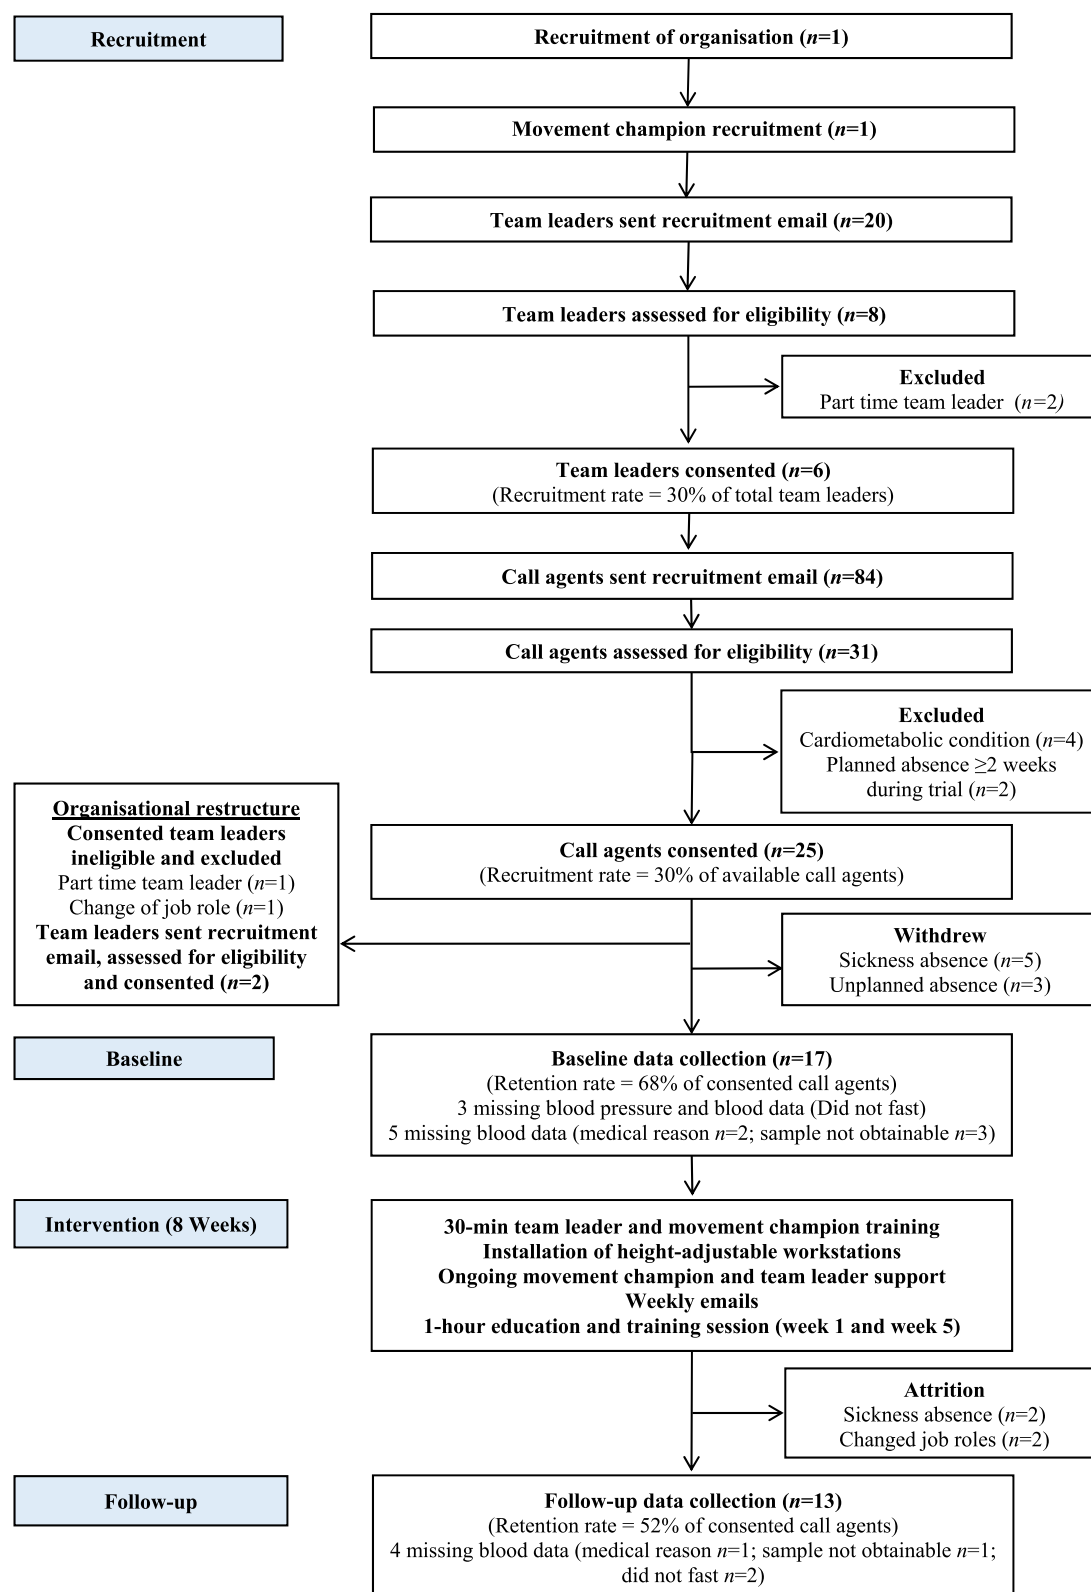 Recruitment
Recruitment of organisation (n=1)
Movement champion recruitment (n=1)
Team leaders sent recruitment email (n=20)
Team leaders assessed for eligibility (n=8)
Excluded
Part time team leader (n=2)
Team leaders consented (n=6)
(Recruitment rate = 30% of total team leaders)
Call agents sent recruitment email (n=84)
Call agents assessed for eligibility (n=31)
Excluded
Cardiometabolic condition (n=4)
Planned absence ≥2 weeks
during trial (n=2)
Organisational restructure
Consented team leaders
ineligible and excluded
Part time team leader (n=1)
Change of job role (n=1)
Team leaders sent recruitment
email, assessed for eligibility
and consented (n=2)
Call agents consented (n=25)
(Recruitment rate = 30% of available call agents)
Withdrew
Sickness absence (n=5)
Unplanned absence (n=3)
Baseline
Baseline data collection (n=17)
(Retention rate = 68% of consented call agents)
3 missing blood pressure and blood data (Did not fast)
5 missing blood data (medical reason n=2; sample not obtainable n=3)
Intervention (8 Weeks)
30-min team leader and movement champion training
Installation of height-adjustable workstations
Ongoing movement champion and team leader support
Weekly emails
1-hour education and training session (week 1 and week 5)
Attrition
Sickness absence (n=2)
Changed job roles (n=2)
Follow-up
Follow-up data collection (n=13)
(Retention rate = 52% of consented call agents)
4 missing blood data (medical reason n=1; sample not obtainable n=1;
did not fast n=2)